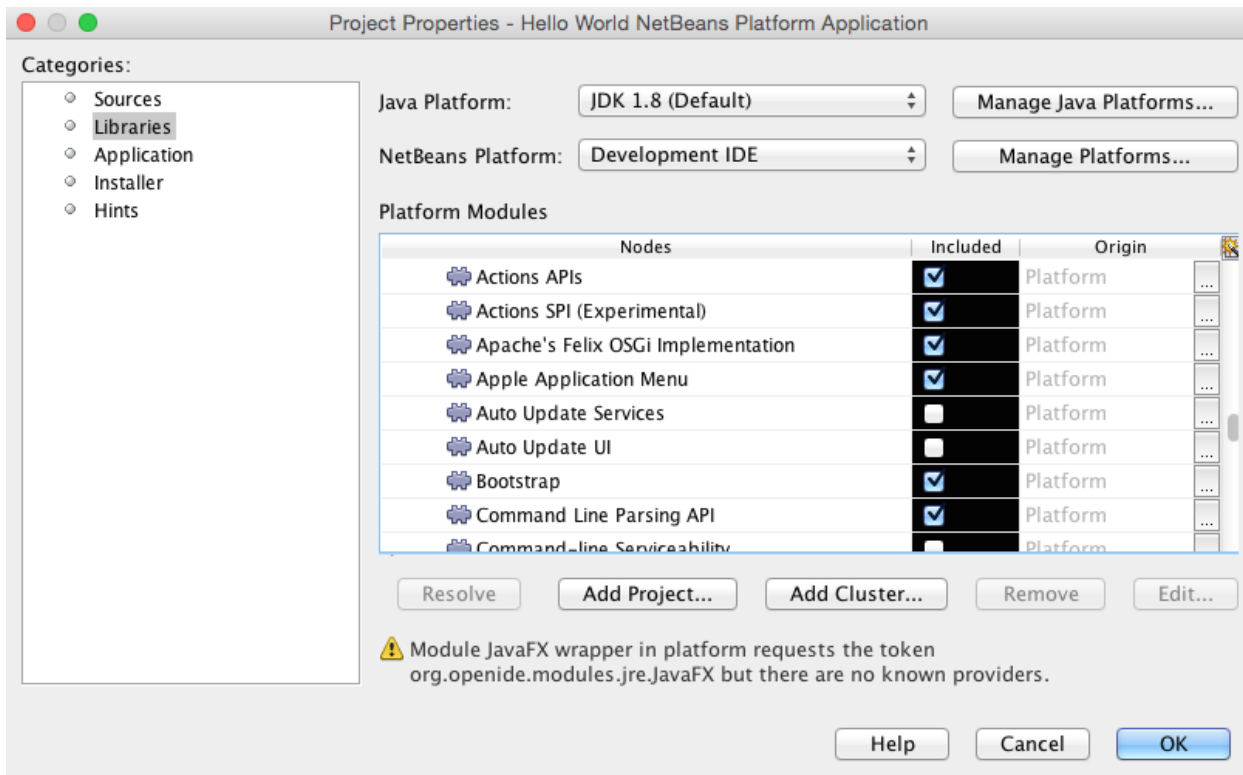 Project Properties - Hello World NetBeans Platform Application
Categories:
Sources
Libraries
Application
Installer
Hints
Java Platform: JDK 1.8 (Default) Manage Java Platforms...
NetBeans Platform: Development IDE Manage Platforms...
Platform Modules
Nodes Included Origin
Actions APIs Platform ...
Actions SPI (Experimental) Platform ...
Apache's Felix OSGi Implementation Platform ...
Apple Application Menu Platform ...
Auto Update Services Platform ...
Auto Update UI Platform ...
Bootstrap Platform ...
Command Line Parsing API Platform ...
Command-line Serviceability Platform ...
Resolve Add Project... Add Cluster... Remove Edit...
Module JavaFX wrapper in platform requests the token
org.openide.modules.jre.JavaFX but there are no known providers.
Help Cancel OK